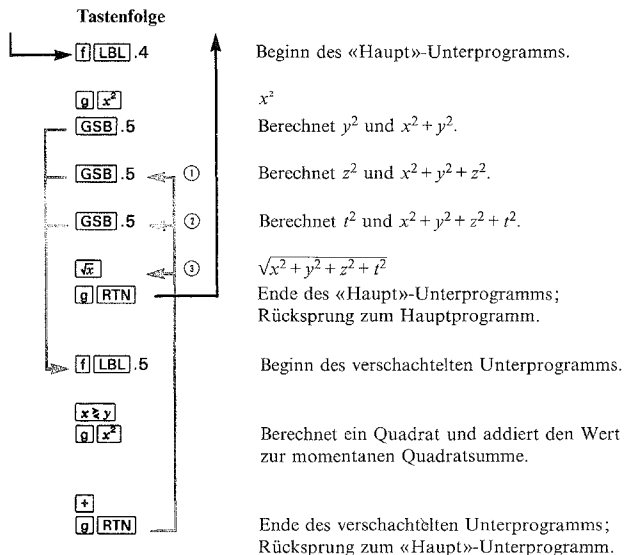 Tastenfolge
f LBL .4 Beginn des «Haupt»-Unterprogramms.
g x² x²
GSB .5 Berechnet y² und x² + y².
GSB .5 ① Berechnet z² und x² + y² + z².
GSB .5 ② Berechnet t² und x² + y² + z² + t².
√x ③ √x² + y² + z² + t²
g RTN Ende des «Haupt»-Unterprogramms;
Rücksprung zum Hauptprogramm.
f LBL .5 Beginn des verschachtelten Unterprogramms.
x≷y
g x² Berechnet ein Quadrat und addiert den Wert
zur momentanen Quadratsumme.
+
g RTN Ende des verschachtelten Unterprogramms;
Rücksprung zum «Haupt»-Unterprogramm.